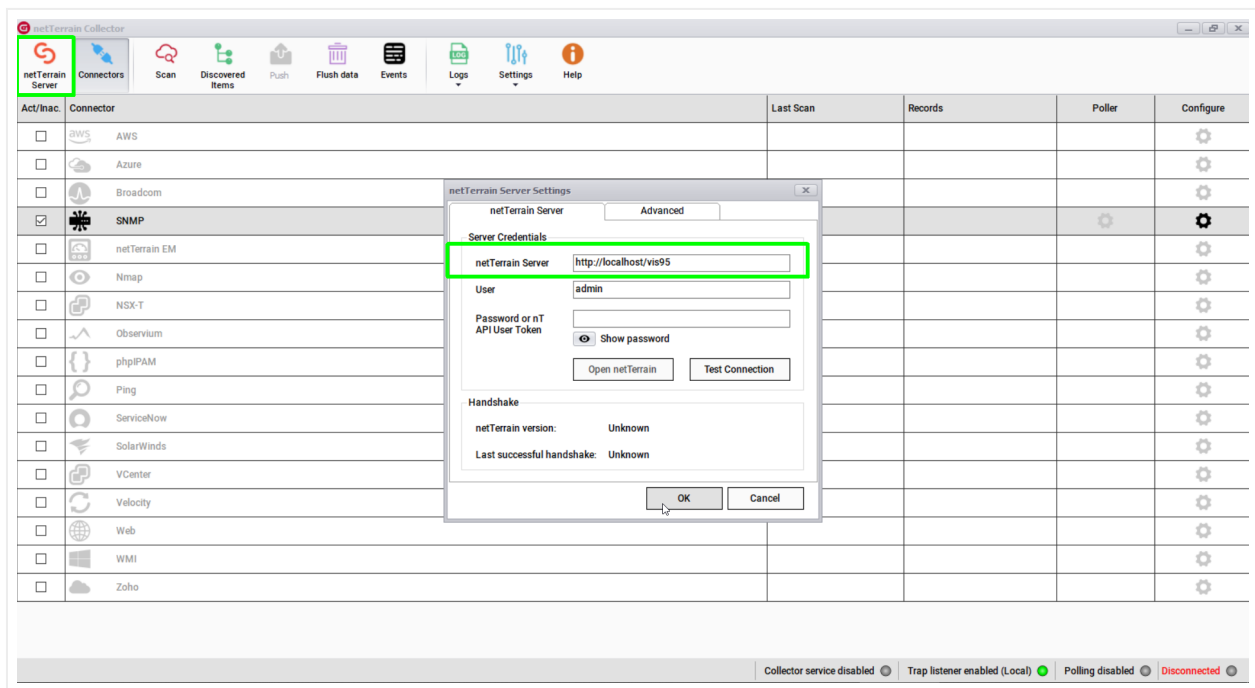 netTerrain Collector
netTerrain
Server
Connectors
Scan
Discovered
Items
Push
Flush data
Events
LOG
Logs
Settings
Help
Act/Inac. Connector Last Scan Records Poller Configure
aws AWS
Azure
Broadcom
SNMP
netTerrain EM
Nmap
NSX-T
Observium
phpIPAM
Ping
ServiceNow
SolarWinds
VCenter
Velocity
Web
WMI
Zoho
netTerrain Server Settings
netTerrain Server Advanced
Server Credentials
netTerrain Server http://localhost/vis95
User admin
Password or nT
API User Token
Show password
Open netTerrain Test Connection
Handshake
netTerrain version: Unknown
Last successful handshake: Unknown
OK Cancel
Collector service disabled Trap listener enabled (Local) Polling disabled Disconnected